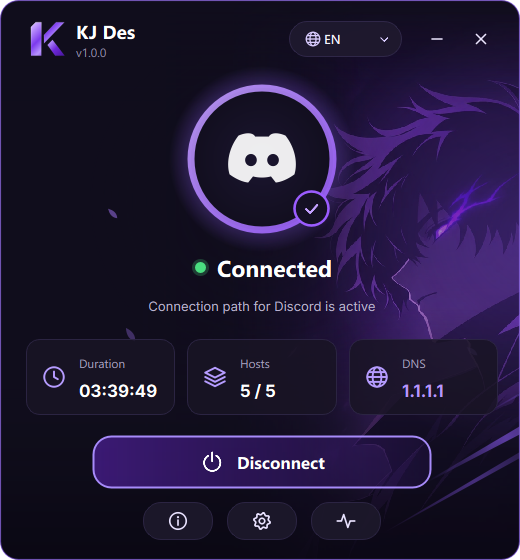 KJ Des
v1.0.0
EN
Connected
Connection path for Discord is active
Duration
03:39:49
Hosts
5 / 5
DNS
1.1.1.1
Disconnect